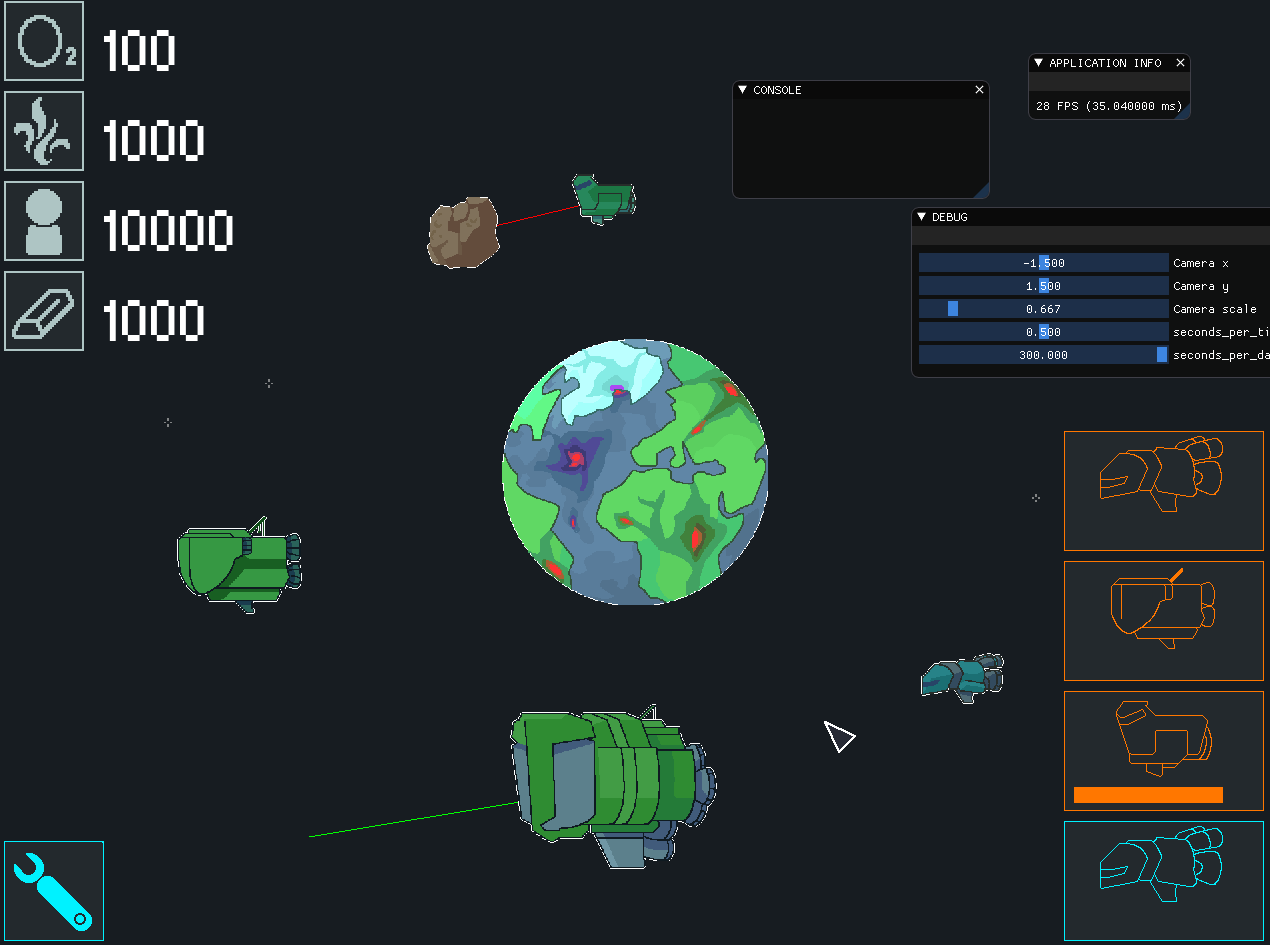 O2
100
1000
10000
1000
CONSOLE
APPLICATION INFO
28 FPS (35.040000 ms)
DEBUG
-1.500 Camera x
1.500 Camera y
0.667 Camera scale
0.500 seconds_per_ti
300.000 seconds_per_da